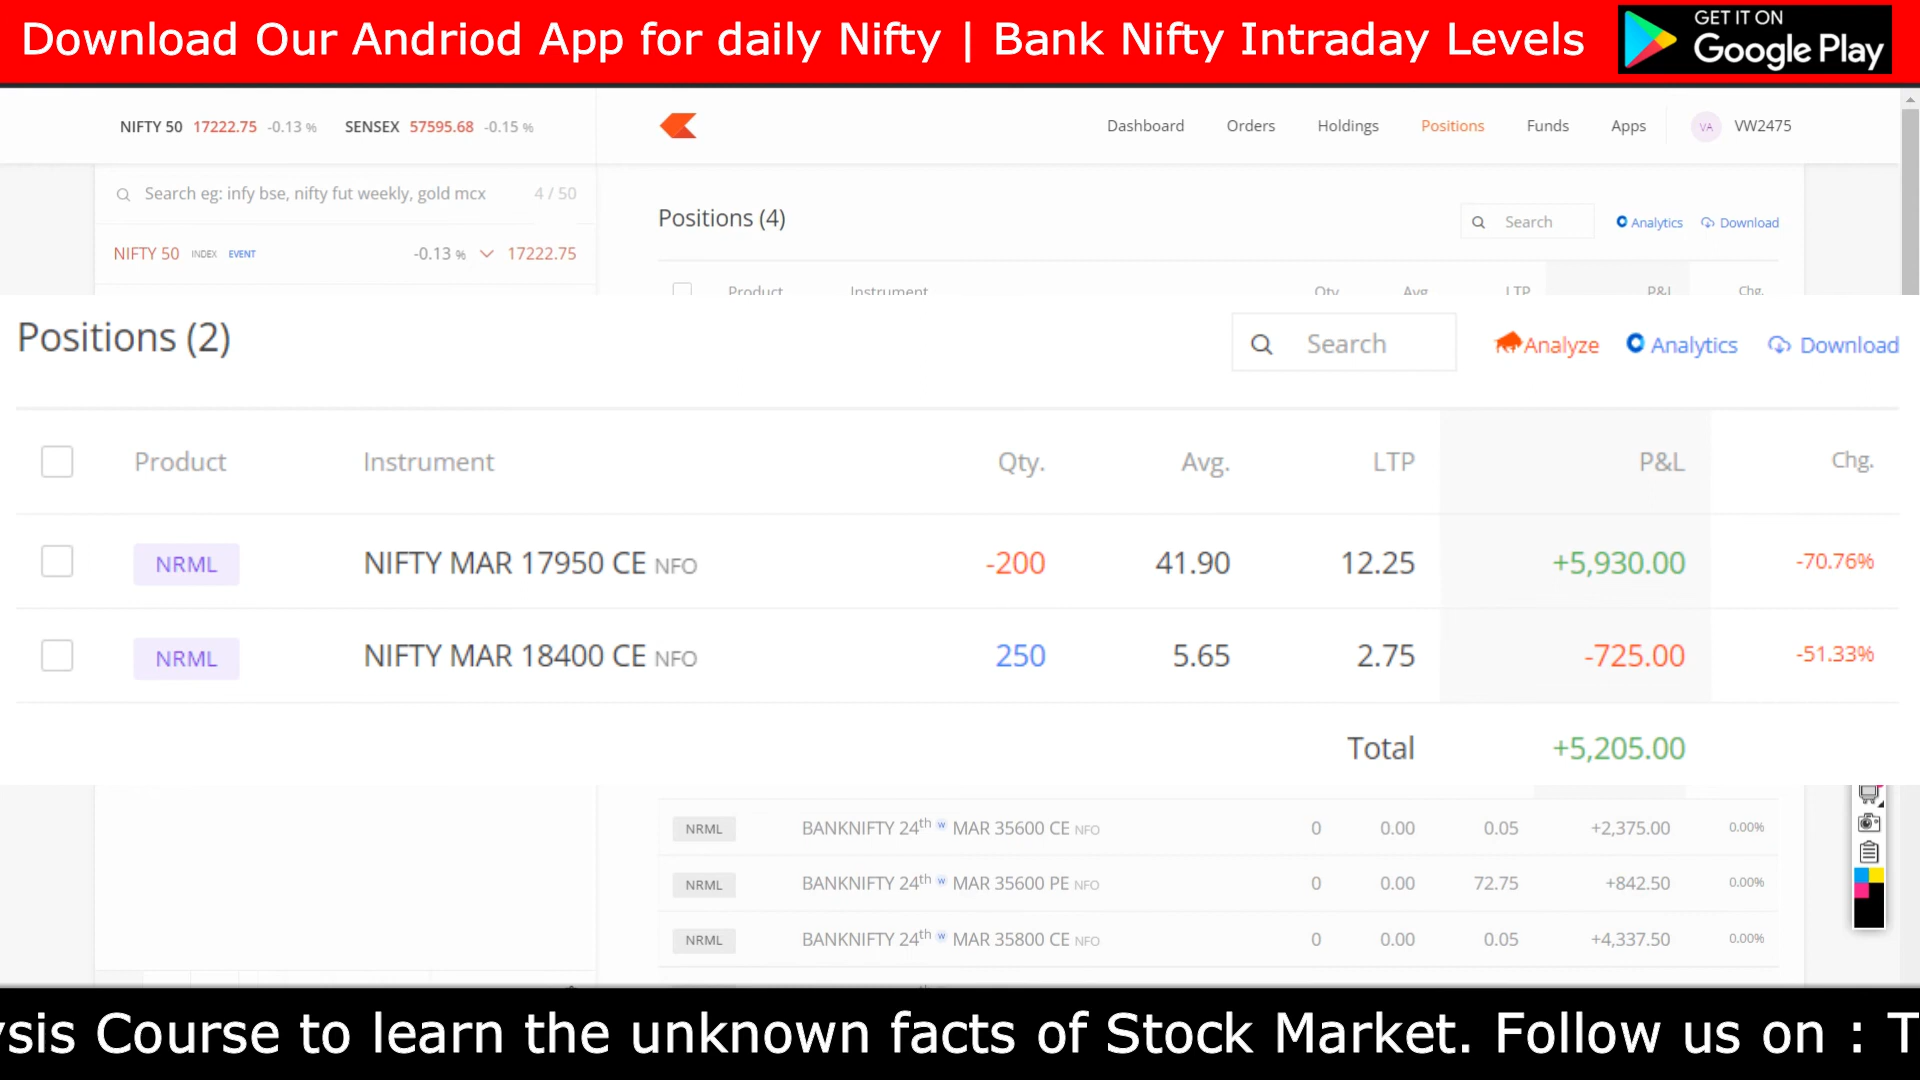 Download Our Andriod App for daily Nifty | Bank Nifty Intraday Levels
GET IT ON
Google Play
NIFTY 50 17222.75 -0.13 % SENSEX 57595.68 -0.15 %
Dashboard Orders Holdings Positions Funds Apps VA VW2475
Search eg: infy bse, nifty fut weekly, gold mcx 4 / 50
Positions (4) Search Analytics Download
NIFTY 50 INDEX EVENT -0.13 % 17222.75
Product Instrument Qty. Avg. LTP P&L Chg.
Positions (2) Search Analyze Analytics Download
Product Instrument Qty. Avg. LTP P&L Chg.
NRML NIFTY MAR 17950 CE NFO -200 41.90 12.25 +5,930.00 -70.76%
NRML NIFTY MAR 18400 CE NFO 250 5.65 2.75 -725.00 -51.33%
Total +5,205.00
NRML BANKNIFTY 24th w MAR 35600 CE NFO 0 0.00 0.05 +2,375.00 0.00%
NRML BANKNIFTY 24th w MAR 35600 PE NFO 0 0.00 72.75 +842.50 0.00%
NRML BANKNIFTY 24th w MAR 35800 CE NFO 0 0.00 0.05 +4,337.50 0.00%
ysis Course to learn the unknown facts of Stock Market. Follow us on : T